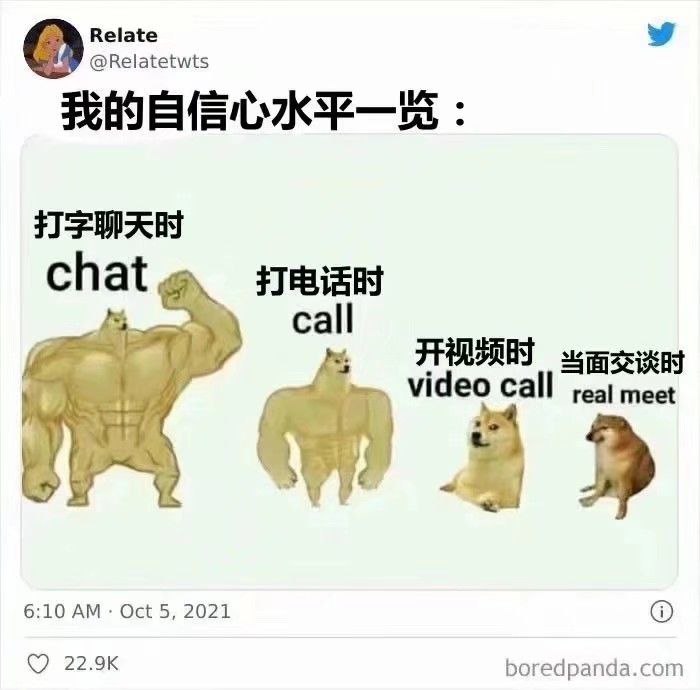 Relate
@Relatetwts
我的自信心水平一览：
打字聊天时
chat
打电话时
call
开视频时
video call
当面交谈时
real meet
6:10 AM · Oct 5, 2021
22.9K
boredpanda.com